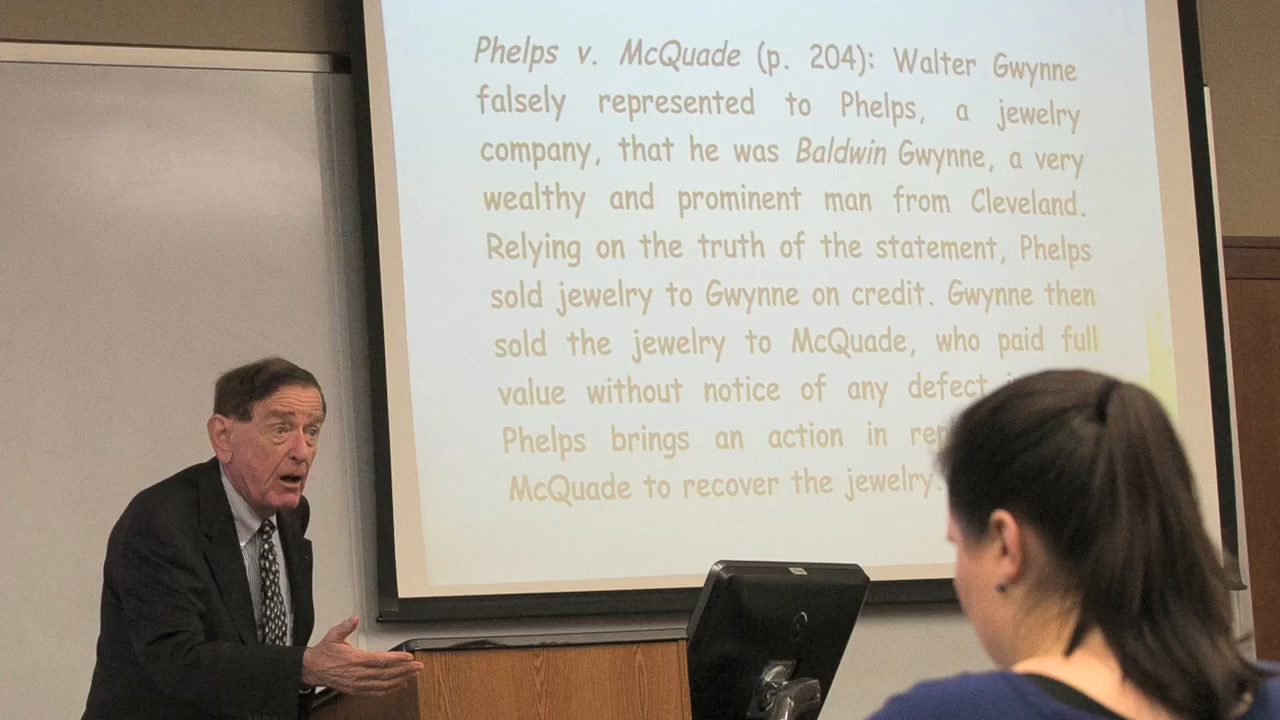 Phelps v. McQuade (p. 204): Walter Gwynne
falsely represented to Phelps, a jewelry
company, that he was Baldwin Gwynne, a very
wealthy and prominent man from Cleveland.
Relying on the truth of the statement, Phelps
sold jewelry to Gwynne on credit. Gwynne then
sold the jewelry to McQuade, who paid full
value without notice of any defect
Phelps brings an action in
McQuade to recover the jewelry.